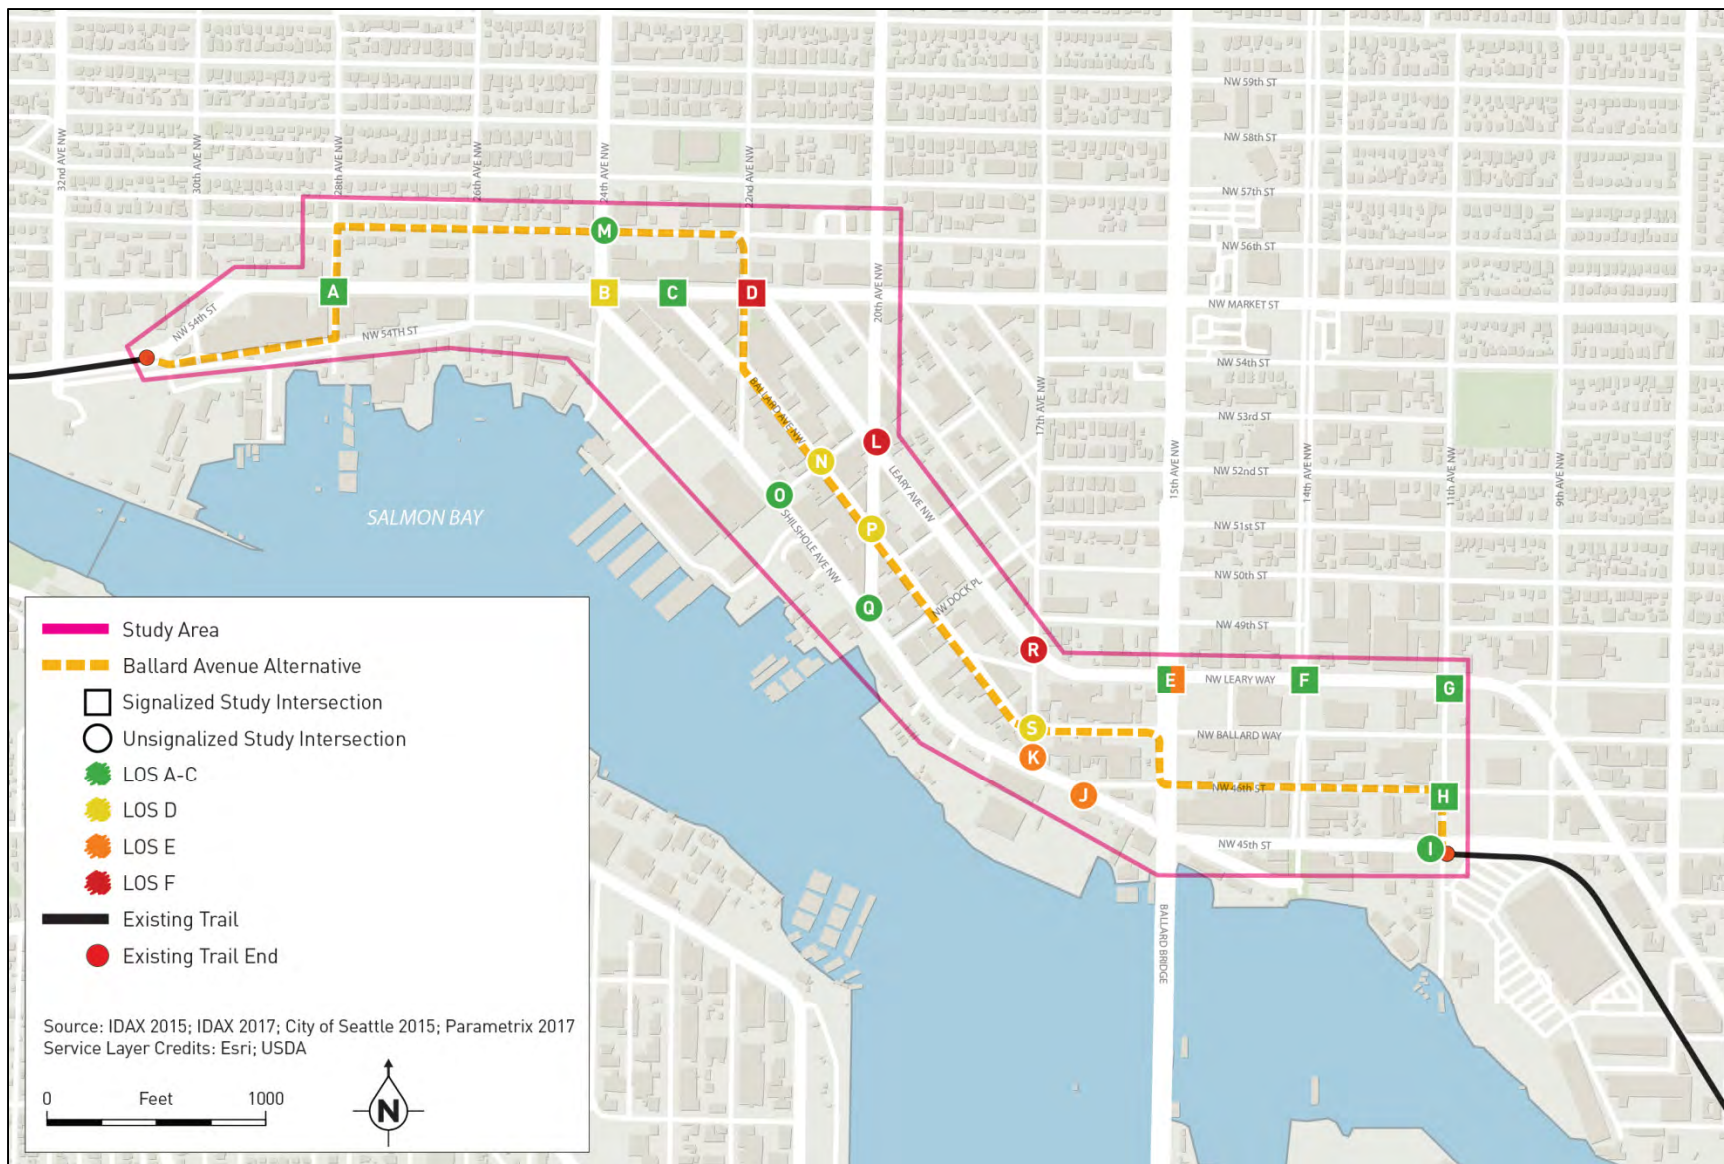 NW 59th ST
NW 58th ST
32nd AVE NW
30th AVE NW
28th AVE NW
26th AVE NW
24th AVE NW
22nd AVE NW
NW 57th ST
M
NW 56th ST
A
B
C
D
20th AVE NW
NW MARKET ST
NW 54th ST
NW 54TH ST
NW 54th ST
BALLARD AVE NW
17th AVE NW
NW 53rd ST
L
N
LEARY AVE NW
15th AVE NW
14th AVE NW
11th AVE NW
9th AVE NW
NW 52nd ST
O
SALMON BAY
SHILSHOLE AVE NW
P
NW 51st ST
NW 50th ST
NW DOCK PL
Q
NW 49th ST
R
E
NW LEARY WAY
F
G
S
NW BALLARD WAY
K
J
NW 46th ST
H
NW 45th ST
I
BALLARD BRIDGE
Study Area
Ballard Avenue Alternative
Signalized Study Intersection
Unsignalized Study Intersection
LOS A-C
LOS D
LOS E
LOS F
Existing Trail
Existing Trail End
Source: IDAX 2015; IDAX 2017; City of Seattle 2015; Parametrix 2017
Service Layer Credits: Esri; USDA
0 Feet 1000
N